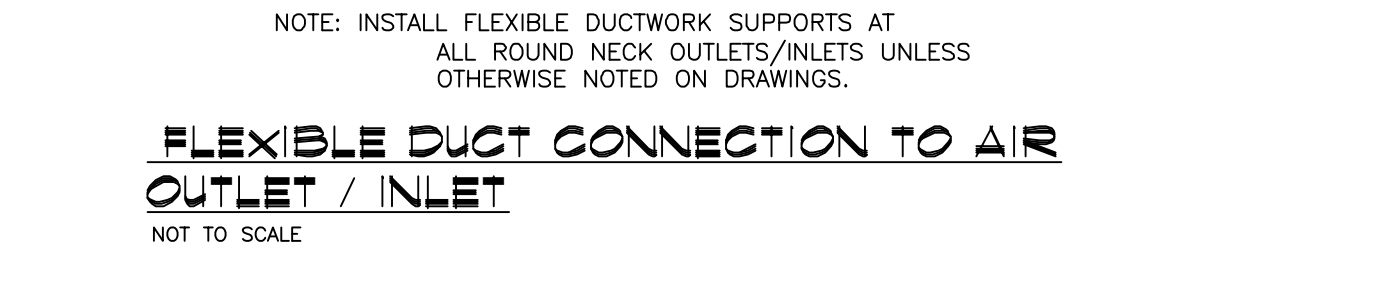 NOTE: INSTALL FLEXIBLE DUCTWORK SUPPORTS AT
ALL ROUND NECK OUTLETS/INLETS UNLESS
OTHERWISE NOTED ON DRAWINGS.
FLEXIBLE DUCT CONNECTION TO AIR
OUTLET / INLET
NOT TO SCALE